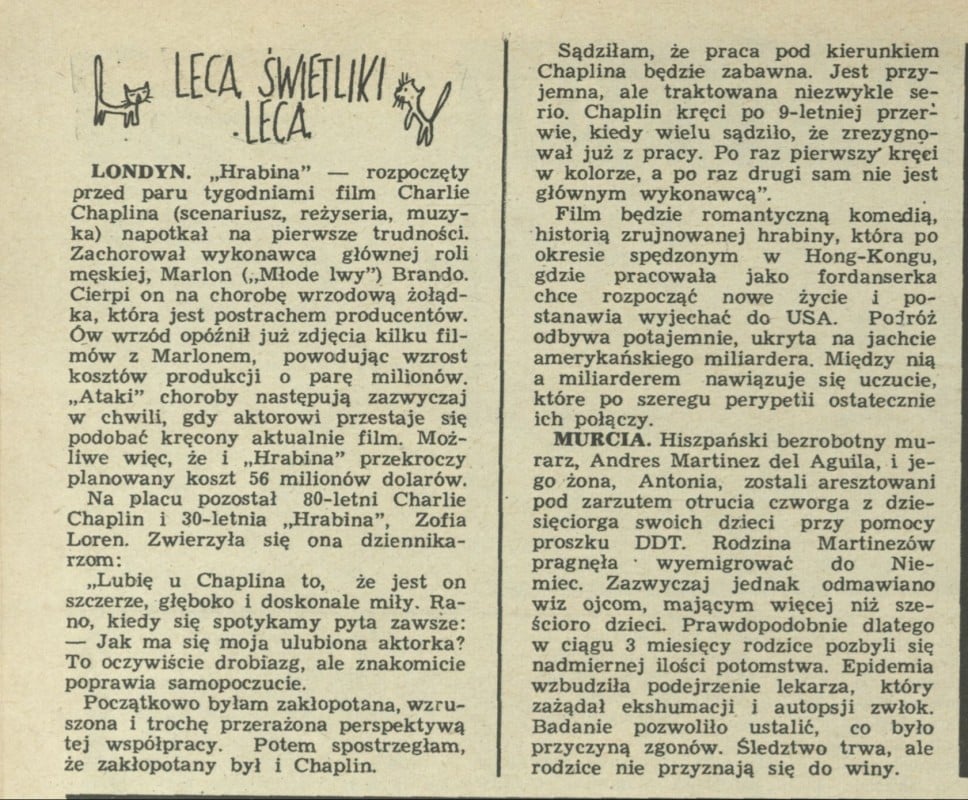 LECĄ ŚWIETLIKI
LECĄ
LONDYN. „Hrabina” — rozpoczęty
przed paru tygodniami film Charlie
Chaplina (scenariusz, reżyseria, muzy-
ka) napotkał na pierwsze trudności.
Zachorował wykonawca głównej roli
męskiej, Marlon („Młode lwy”) Brando.
Cierpi on na chorobę wrzodową żołąd-
ka, która jest postrachem producentów.
Ów wrzód opóźnił już zdjęcia kilku fil-
mów z Marlonem, powodując wzrost
kosztów produkcji o parę milionów.
„Ataki” choroby następują zazwyczaj
w chwili, gdy aktorowi przestaje się
podobać kręcony aktualnie film. Moż-
liwe więc, że i „Hrabina” przekroczy
planowany koszt 56 milionów dolarów.
Na placu pozostał 80-letni Charlie
Chaplin i 30-letnia „Hrabina”, Zofia
Loren. Zwierzyła się ona dziennika-
rzom:
„Lubię u Chaplina to, że jest on
szczerze, głęboko i doskonale miły. Ra-
no, kiedy się spotykamy pyta zawsze:
— Jak ma się moja ulubiona aktorka?
To oczywiście drobiazg, ale znakomicie
poprawia samopoczucie.
Początkowo byłam zakłopotana, wzru-
szona i trochę przerażona perspektywą
tej współpracy. Potem spostrzegłam,
że zakłopotany był i Chaplin.
Sądziłam, że praca pod kierunkiem
Chaplina będzie zabawna. Jest przy-
jemna, ale traktowana niezwykle se-
rio. Chaplin kręci po 9-letniej przer-
wie, kiedy wielu sądziło, że zrezygno-
wał już z pracy. Po raz pierwszy kręci
w kolorze, a po raz drugi sam nie jest
głównym wykonawcą”.
Film będzie romantyczną komedią,
historią zrujnowanej hrabiny, która po
okresie spędzonym w Hong-Kongu,
gdzie pracowała jako fordanserka
chce rozpocząć nowe życie i po-
stanawia wyjechać do USA. Podróż
odbywa potajemnie, ukryta na jachcie
amerykańskiego miliardera. Między nią
a miliarderem nawiązuje się uczucie,
które po szeregu perypetii ostatecznie
ich połączy.
MURCIA. Hiszpański bezrobotny mu-
rarz, Andres Martinez del Aguila, i je-
go żona, Antonia, zostali aresztowani
pod zarzutem otrucia czworga z dzie-
sięciorga swoich dzieci przy pomocy
proszku DDT. Rodzina Martinezów
pragnęła wyemigrować do Nie-
miec. Zazwyczaj jednak odmawiano
wiz ojcom, mającym więcej niż sze-
ścioro dzieci. Prawdopodobnie dlatego
w ciągu 3 miesięcy rodzice pozbyli się
nadmiernej ilości potomstwa. Epidemia
wzbudziła podejrzenie lekarza, który
zażądał ekshumacji i autopsji zwłok.
Badanie pozwoliło ustalić, co było
przyczyną zgonów. Śledztwo trwa, ale
rodzice nie przyznają się do winy.